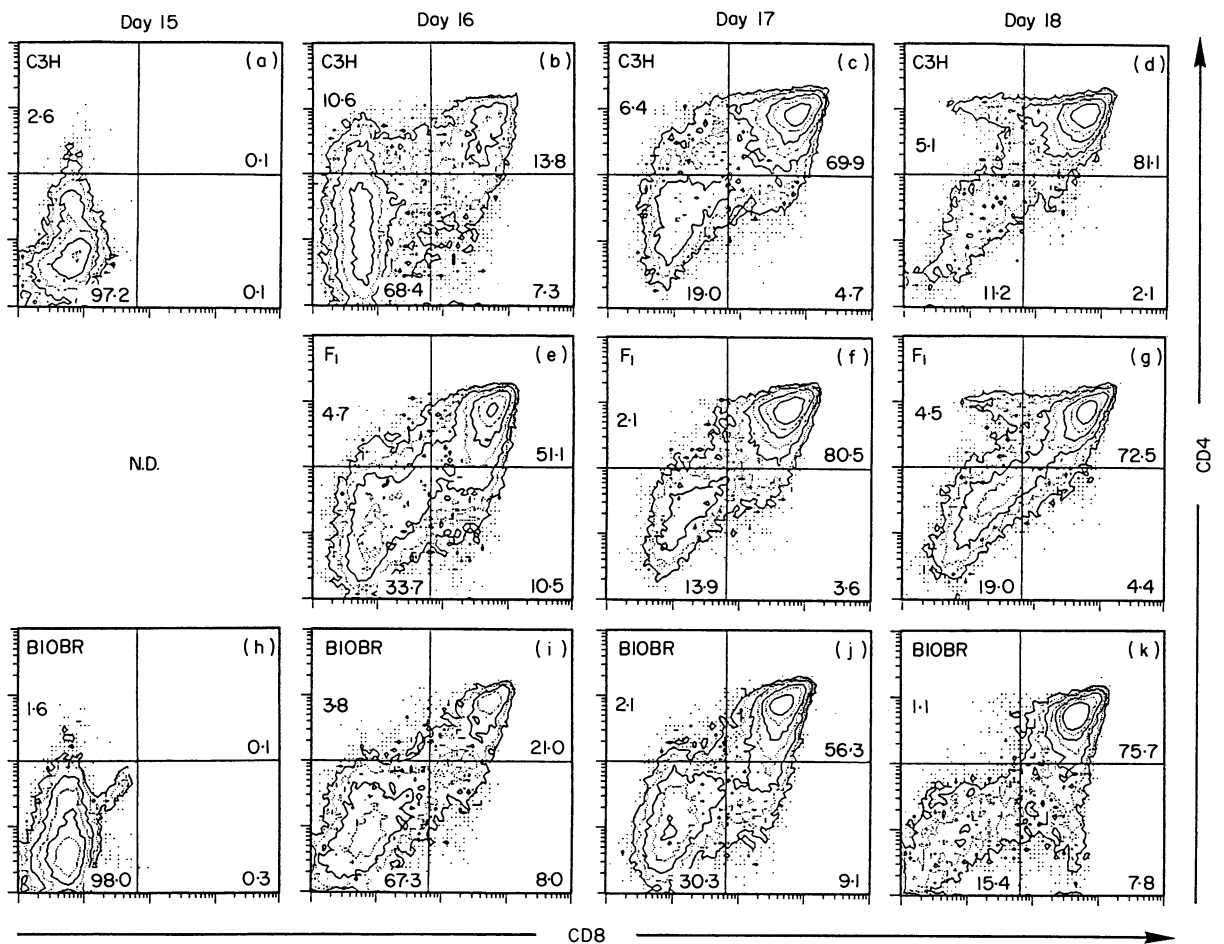 Day 15 Day 16 Day 17 Day 18
C3H (a) C3H (b) C3H (c) C3H (d)
2·6 10·6 6·4 5·1
0·1 13·8 69·9 81·1
97·2 0·1 68·4 7·3 19·0 4·7 11·2 2·1
F1 (e) F1 (f) F1 (g)
4·7 2·1 4·5
N.D. 51·1 80·5 72·5
33·7 10·5 13·9 3·6 19·0 4·4
B10BR (h) B10BR (i) B10BR (j) B10BR (k)
1·6 3·8 2·1 1·1
0·1 21·0 56·3 75·7
98·0 0·3 67·3 8·0 30·3 9·1 15·4 7·8
CD4
CD8